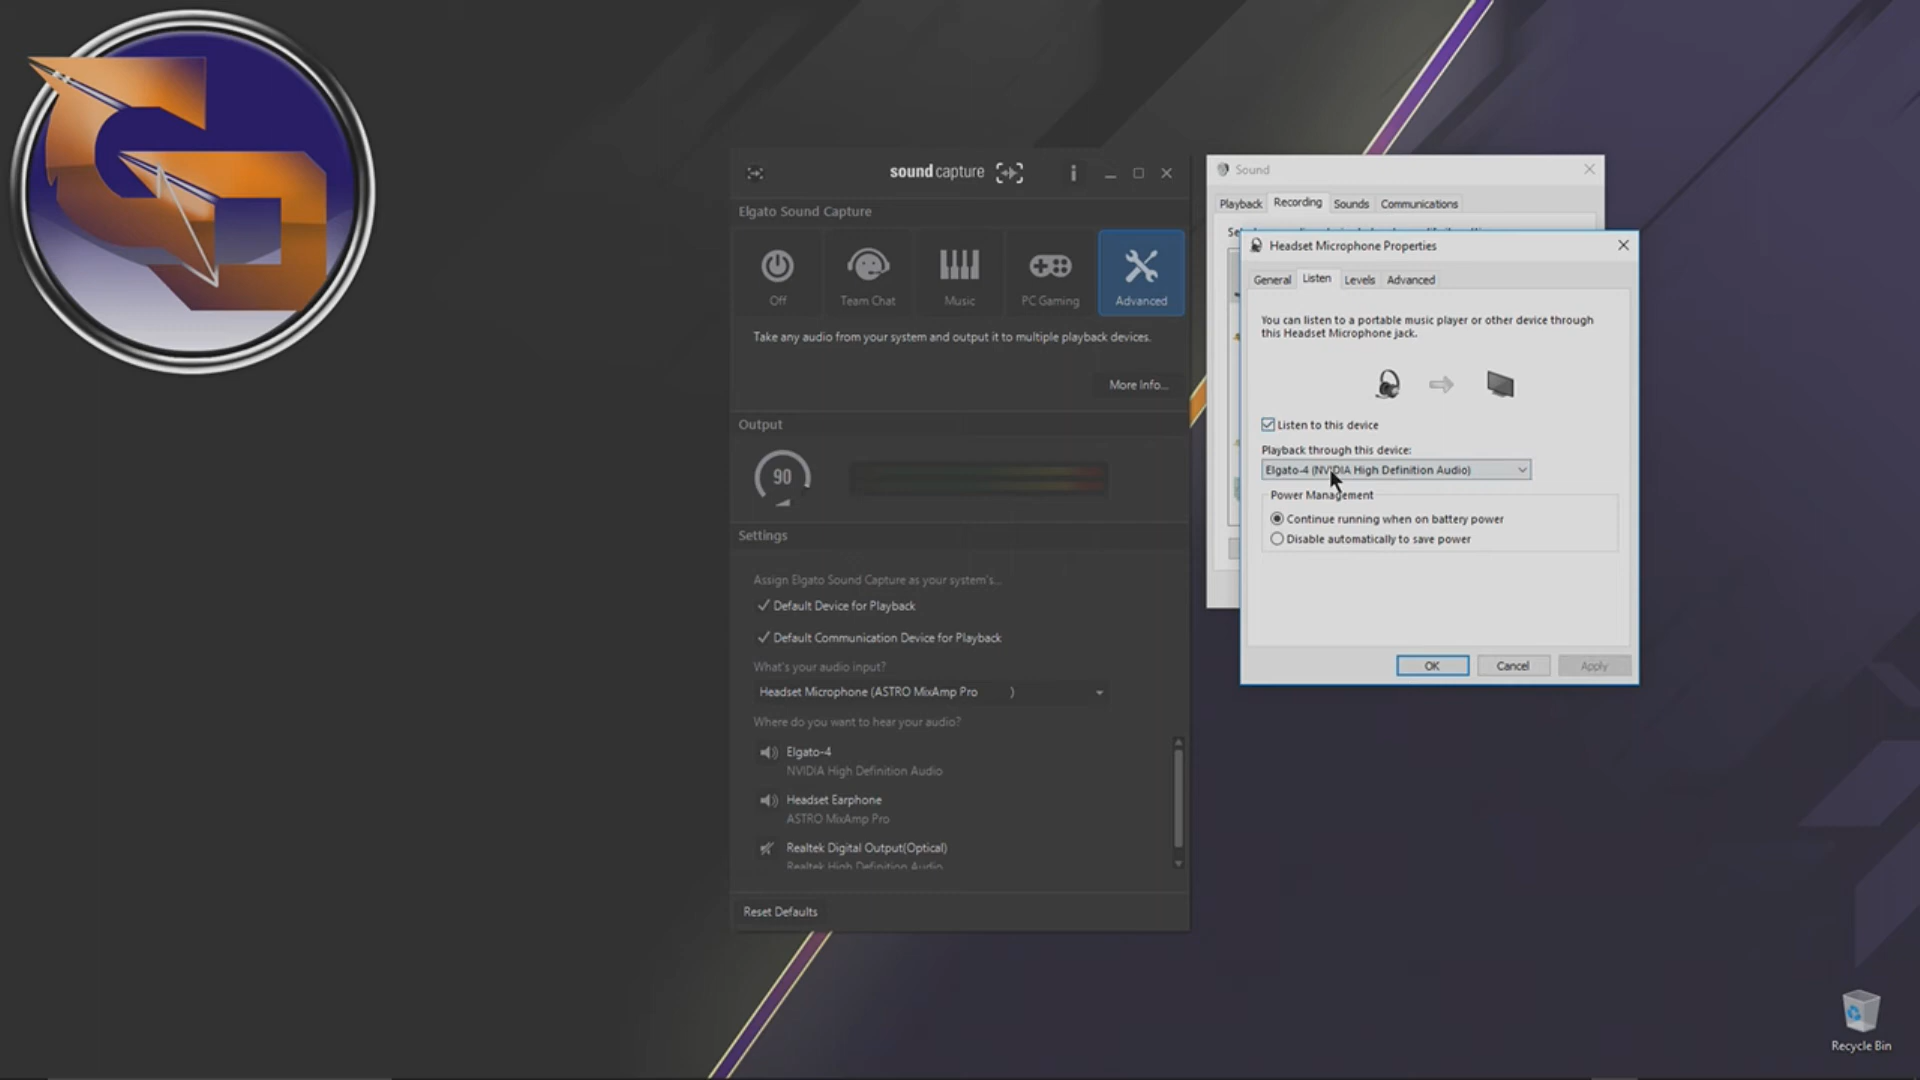 sound capture
Elgato Sound Capture
Off
Team Chat
Music
PC Gaming
Advanced
Take any audio from your system and output it to multiple playback devices.
More Info...
Output
90
Settings
Assign Elgato Sound Capture as your system's...
Default Device for Playback
Default Communication Device for Playback
What's your audio input?
Headset Microphone (ASTRO MixAmp Pro )
Where do you want to hear your audio?
Elgato-4
NVIDIA High Definition Audio
Headset Earphone
ASTRO MixAmp Pro
Realtek Digital Output(Optical)
Realtek High Definition Audio
Reset Defaults
Sound
Playback
Recording
Sounds
Communications
Headset Microphone Properties
General
Listen
Levels
Advanced
You can listen to a portable music player or other device through
this Headset Microphone jack.
Listen to this device
Playback through this device:
Elgato-4 (NVIDIA High Definition Audio)
Power Management
Continue running when on battery power
Disable automatically to save power
OK
Cancel
Apply
Recycle Bin